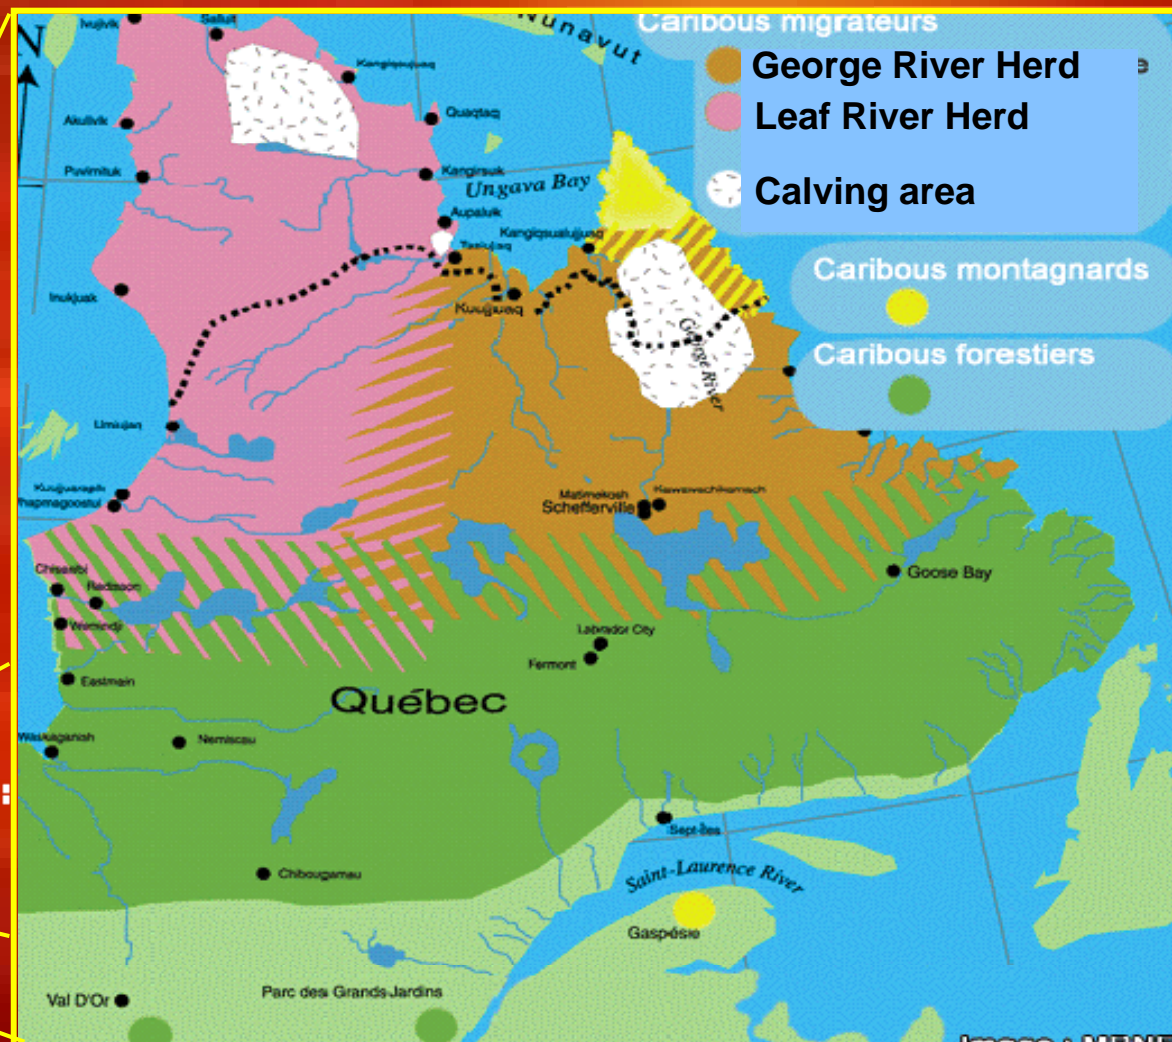 Caribous migrateurs
George River Herd
Leaf River Herd
Calving area
Caribous montagnards
Caribous forestiers
N
Nunavut
Ivujivik
Salluit
Kangiqsujuaq
Akulivik
Quaqtaq
Puvirnituk
Kangirsuk
Ungava Bay
Aupaluk
Kangiqsualujjuaq
Tasiujaq
Inukjuak
Kuujjuaq
George River
Umiujaq
Kuujjuarapik
Whapmagoostui
Matimekosh
Kawawachikamach
Schefferville
Chisasibi
Radisson
Goose Bay
Wemindji
Labrador City
Fermont
Eastmain
Québec
Waskaganish
Nemiscau
Sept-Îles
Chibougamau
Saint-Laurence River
Gaspésie
Val D'Or
Parc des Grands-Jardins